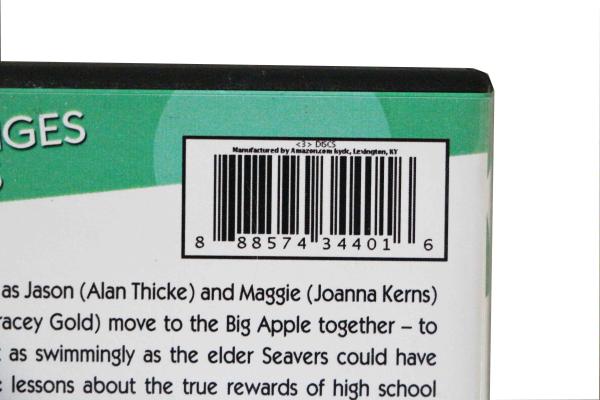 <3> DISCS
Manufactured by Amazon.com kydc, Lexington, KY
8 88574 34401 6
as Jason (Alan Thicke) and Maggie (Joanna Kerns)
racey Gold) move to the Big Apple together – to
as swimmingly as the elder Seavers could have
lessons about the true rewards of high school